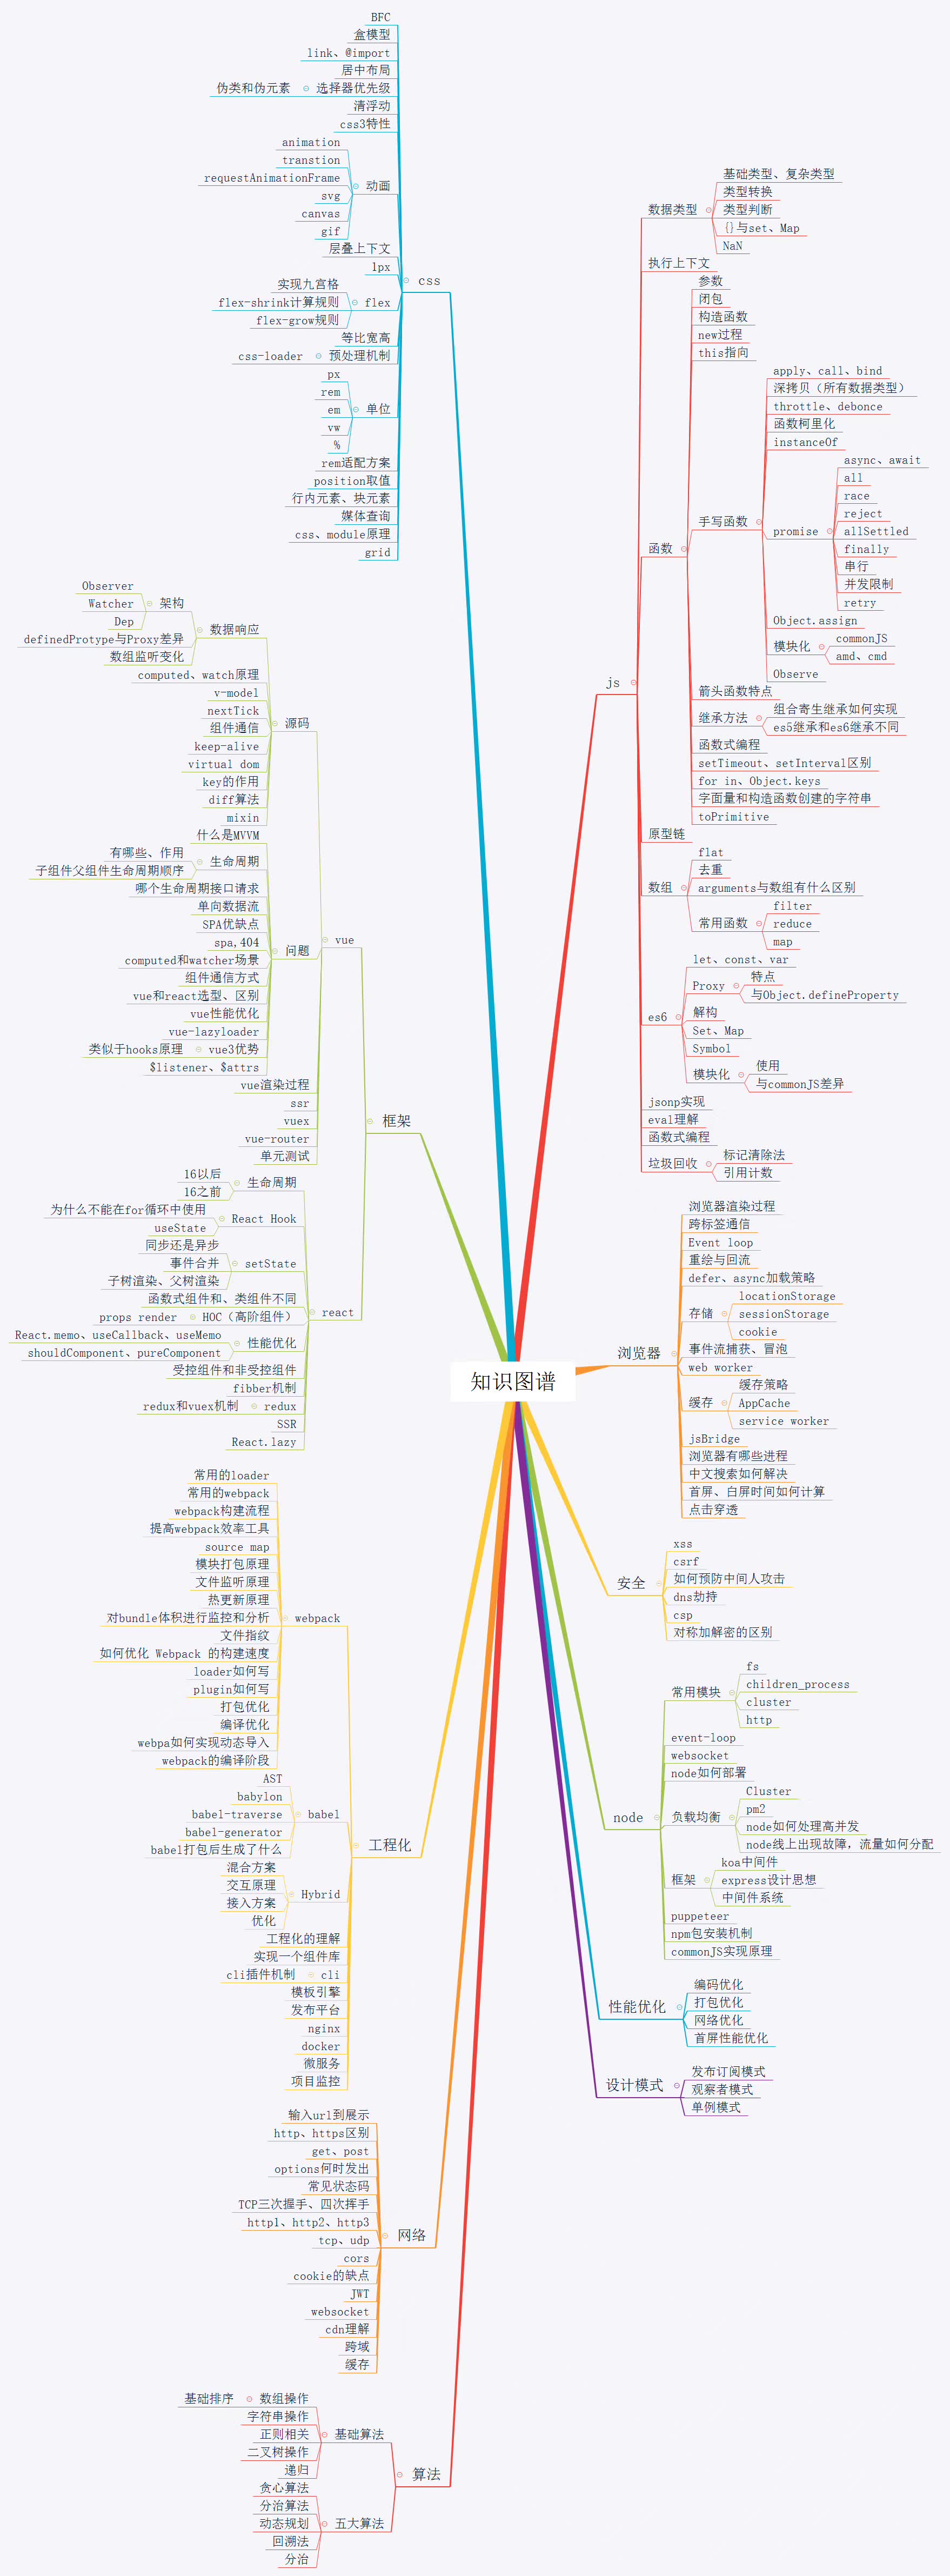 知识图谱
css
BFC
盒模型
link、@import
居中布局
选择器优先级
伪类和伪元素
清浮动
css3特性
动画
animation
transtion
requestAnimationFrame
svg
canvas
gif
层叠上下文
1px
flex
实现九宫格
flex-shrink计算规则
flex-grow规则
等比宽高
预处理机制
css-loader
单位
px
rem
em
vw
%
rem适配方案
position取值
行内元素、块元素
媒体查询
css、module原理
grid
框架
vue
源码
数据响应
架构
Observer
Watcher
Dep
definedProtype与Proxy差异
数组监听变化
computed、watch原理
v-model
nextTick
组件通信
keep-alive
virtual dom
key的作用
diff算法
mixin
问题
什么是MVVM
生命周期
有哪些、作用
子组件父组件生命周期顺序
哪个生命周期接口请求
单向数据流
SPA优缺点
spa,404
computed和watcher场景
组件通信方式
vue和react选型、区别
vue性能优化
vue-lazyloader
vue3优势
类似于hooks原理
$listener、$attrs
vue渲染过程
ssr
vuex
vue-router
单元测试
react
生命周期
16以后
16之前
React Hook
为什么不能在for循环中使用
useState
setState
同步还是异步
事件合并
子树渲染、父树渲染
函数式组件和、类组件不同
HOC（高阶组件）
props render
性能优化
React.memo、useCallback、useMemo
shouldComponent、pureComponent
受控组件和非受控组件
fibber机制
redux
redux和vuex机制
SSR
React.lazy
工程化
webpack
常用的loader
常用的webpack
webpack构建流程
提高webpack效率工具
source map
模块打包原理
文件监听原理
热更新原理
对bundle体积进行监控和分析
文件指纹
如何优化 Webpack 的构建速度
loader如何写
plugin如何写
打包优化
编译优化
webpa如何实现动态导入
webpack的编译阶段
babel
AST
babylon
babel-traverse
babel-generator
babel打包后生成了什么
Hybrid
混合方案
交互原理
接入方案
优化
工程化的理解
实现一个组件库
cli
cli插件机制
模板引擎
发布平台
nginx
docker
微服务
项目监控
网络
输入url到展示
http、https区别
get、post
options何时发出
常见状态码
TCP三次握手、四次挥手
http1、http2、http3
tcp、udp
cors
cookie的缺点
JWT
websocket
cdn理解
跨域
缓存
算法
基础算法
数组操作
基础排序
字符串操作
正则相关
二叉树操作
递归
五大算法
贪心算法
分治算法
动态规划
回溯法
分治
js
数据类型
基础类型、复杂类型
类型转换
类型判断
{}与set、Map
NaN
执行上下文
函数
参数
闭包
构造函数
new过程
this指向
手写函数
apply、call、bind
深拷贝（所有数据类型）
throttle、debonce
函数柯里化
instanceOf
promise
async、await
all
race
reject
allSettled
finally
串行
并发限制
retry
Object.assign
模块化
commonJS
amd、cmd
Observe
箭头函数特点
继承方法
组合寄生继承如何实现
es5继承和es6继承不同
函数式编程
setTimeout、setInterval区别
for in、Object.keys
字面量和构造函数创建的字符串
toPrimitive
原型链
数组
flat
去重
arguments与数组有什么区别
常用函数
filter
reduce
map
es6
let、const、var
Proxy
特点
与Object.defineProperty
解构
Set、Map
Symbol
模块化
使用
与commonJS差异
jsonp实现
eval理解
函数式编程
垃圾回收
标记清除法
引用计数
浏览器
浏览器渲染过程
跨标签通信
Event loop
重绘与回流
defer、async加载策略
存储
locationStorage
sessionStorage
cookie
事件流捕获、冒泡
web worker
缓存
缓存策略
AppCache
service worker
jsBridge
浏览器有哪些进程
中文搜索如何解决
首屏、白屏时间如何计算
点击穿透
安全
xss
csrf
如何预防中间人攻击
dns劫持
csp
对称加解密的区别
node
常用模块
fs
children_process
cluster
http
event-loop
websocket
node如何部署
负载均衡
Cluster
pm2
node如何处理高并发
node线上出现故障，流量如何分配
框架
koa中间件
express设计思想
中间件系统
puppeteer
npm包安装机制
commonJS实现原理
性能优化
编码优化
打包优化
网络优化
首屏性能优化
设计模式
发布订阅模式
观察者模式
单例模式